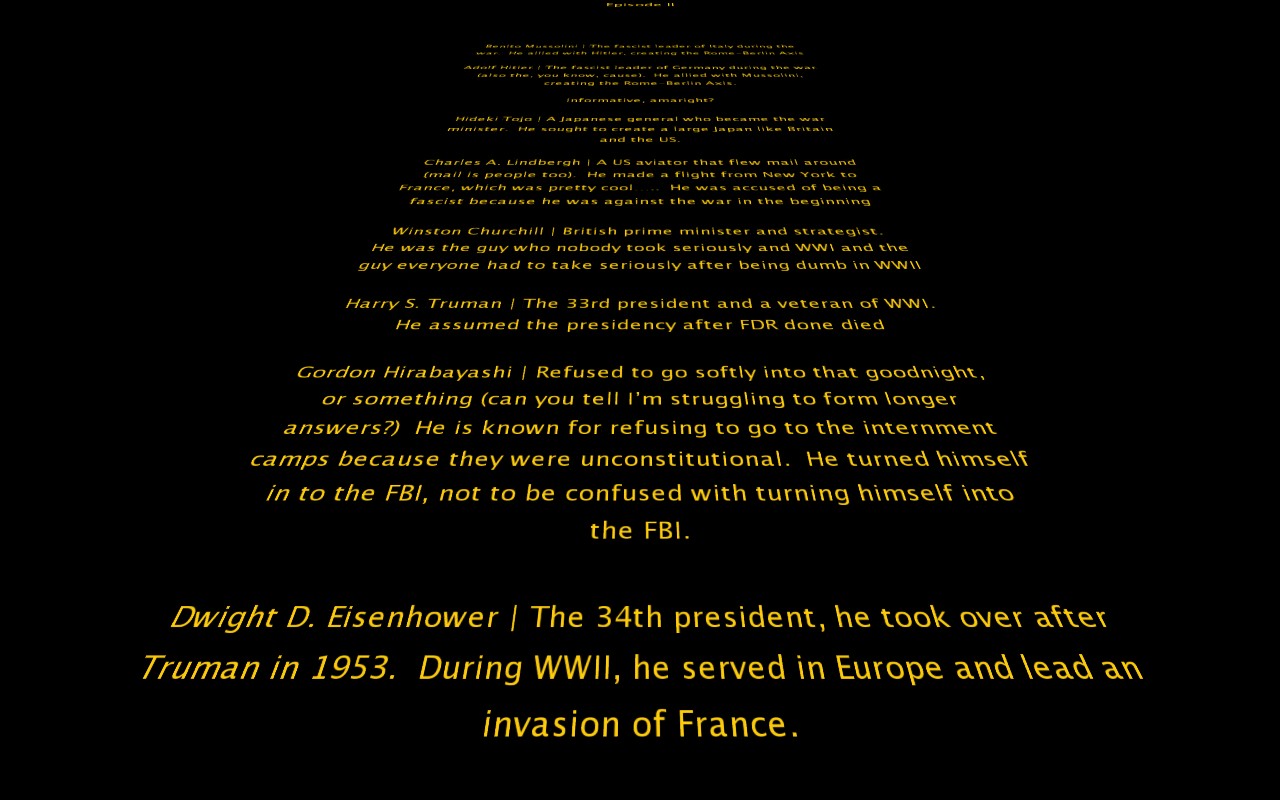 Episode II
Benito Mussolini | The fascist leader of Italy during the
war. He allied with Hitler, creating the Rome-Berlin Axis
Adolf Hitler | The fascist leader of Germany during the war
(also the, you know, cause). He allied with Mussolini,
creating the Rome-Berlin Axis.
Informative, amaright?
Hideki Tojo | A Japanese general who became the war
minister. He sought to create a large Japan like Britain
and the US.
Charles A. Lindbergh | A US aviator that flew mail around
(mail is people too). He made a flight from New York to
France, which was pretty cool .... He was accused of being a
fascist because he was against the war in the beginning
Winston Churchill | British prime minister and strategist.
He was the guy who nobody took seriously and WWI and the
guy everyone had to take seriously after being dumb in WWII
Harry S. Truman | The 33rd president and a veteran of WWI.
He assumed the presidency after FDR done died
Gordon Hirabayashi | Refused to go softly into that goodnight,
or something (can you tell I'm struggling to form longer
answers?) He is known for refusing to go to the internment
camps because they were unconstitutional. He turned himself
in to the FBI, not to be confused with turning himself into
the FBI.
Dwight D. Eisenhower | The 34th president, he took over after
Truman in 1953. During WWII, he served in Europe and lead an
invasion of France.